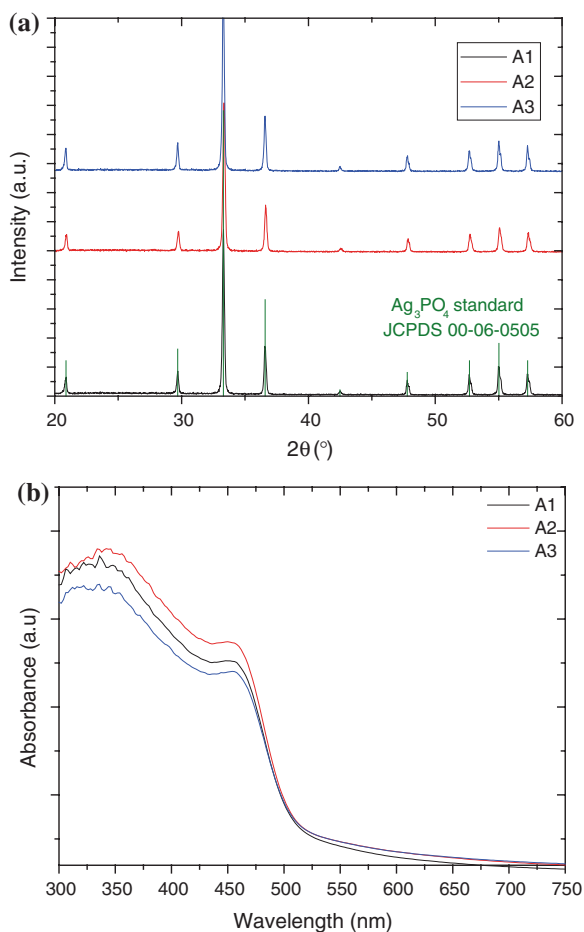 (a)
A1
A2
A3
Intensity (a.u.)
Ag₃PO₄ standard
JCPDS 00-06-0505
20 30 40 50 60
2θ (°)
(b)
A1
A2
A3
Absorbance (a.u)
300 350 400 450 500 550 600 650 700 750
Wavelength (nm)